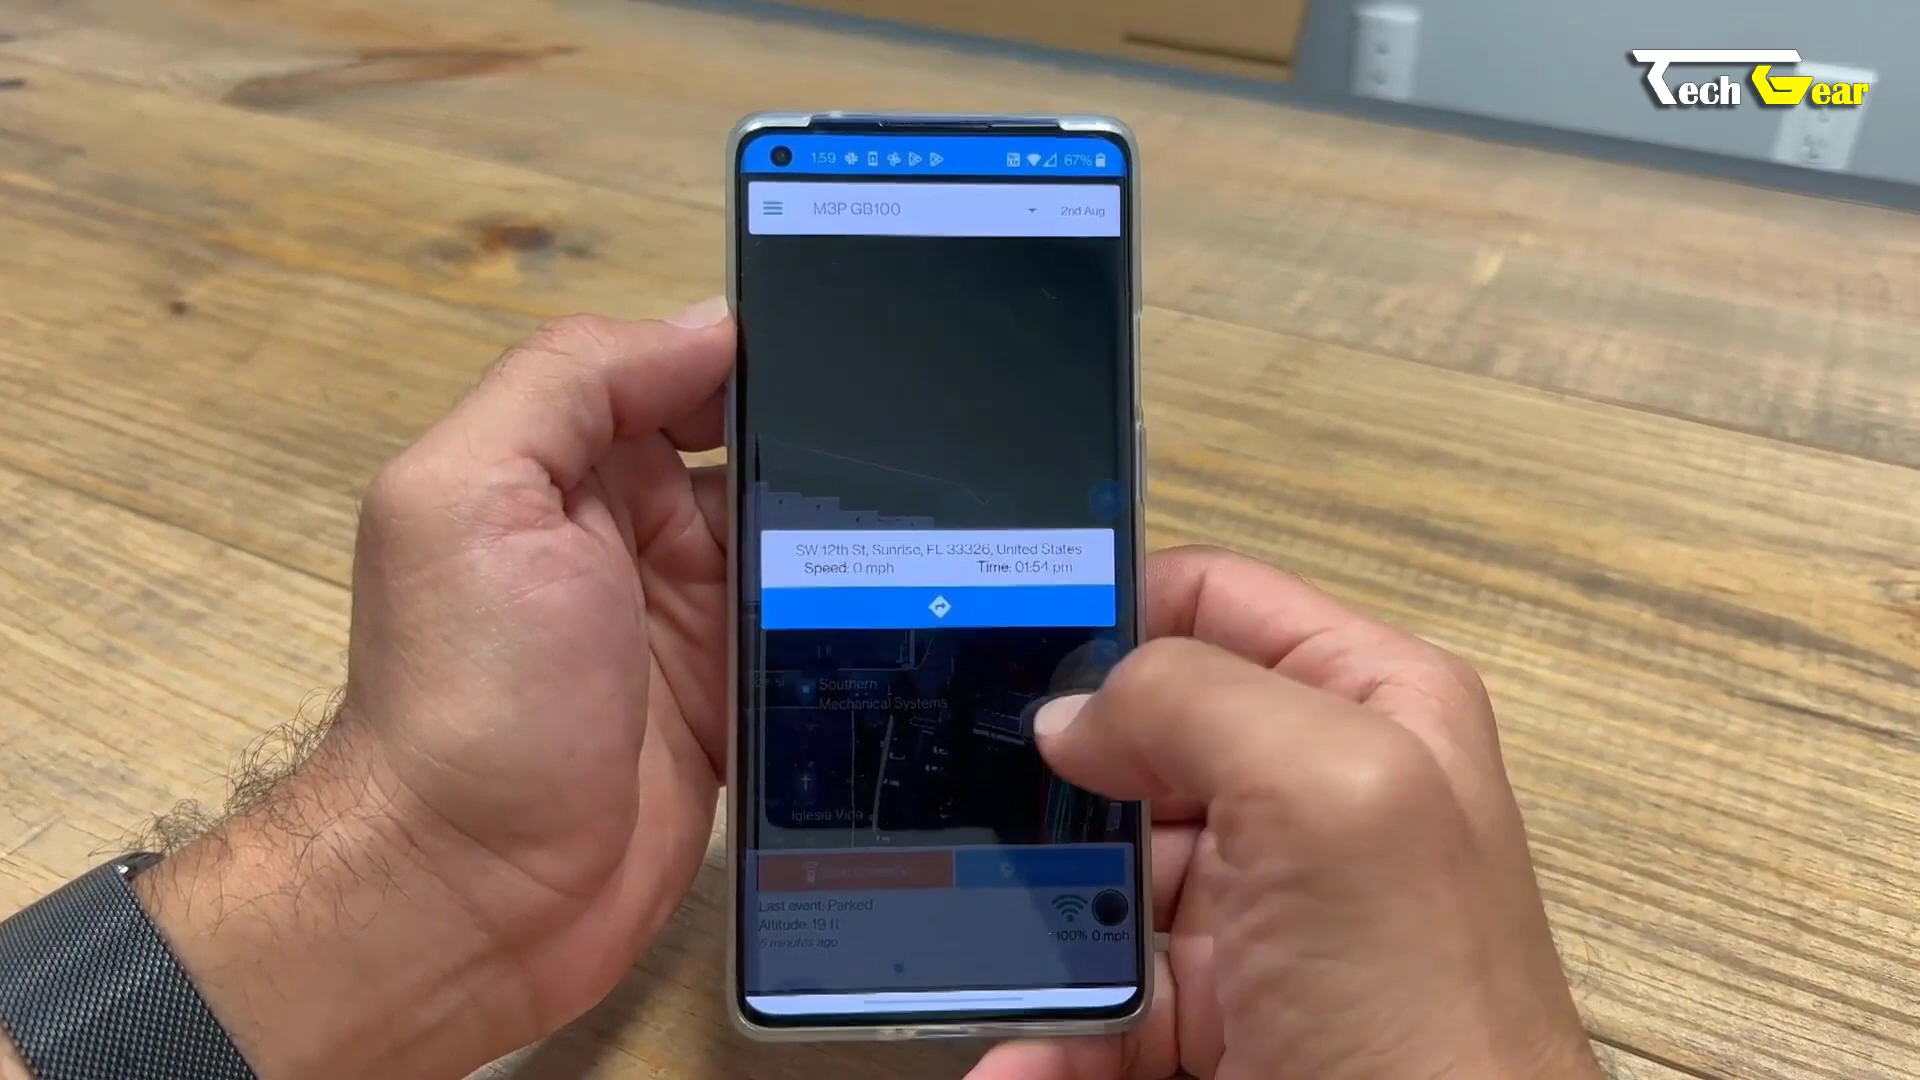 Tech Gear
1:59
67%
M3P GB100
2nd Aug
SW 12th St, Sunrise, FL 33326, United States
Speed: 0 mph Time: 01:54 pm
Southern
Mechanical Systems
Iglesia Vida
Last event: Parked
Altitude: 19 ft
5 minutes ago
100% 0 mph